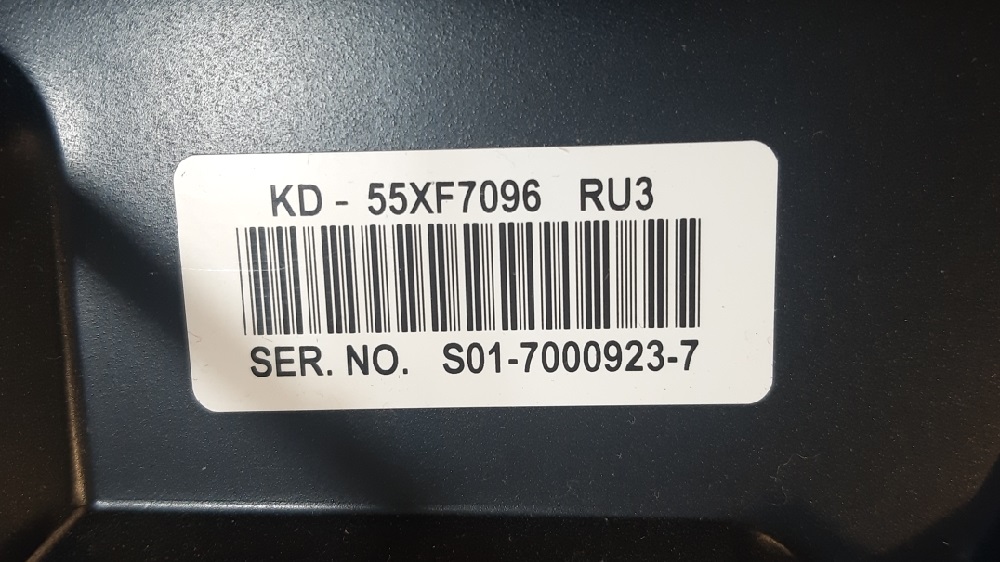 KD - 55XF7096 RU3
SER. NO. S01-7000923-7